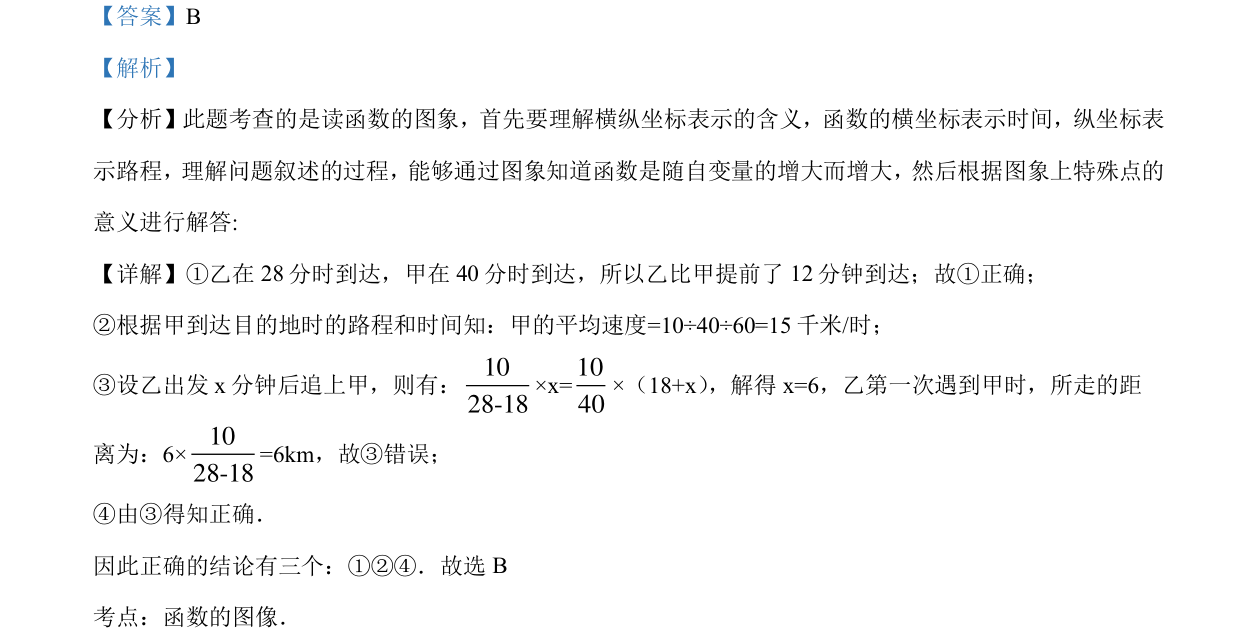 【答案】B
【解析】
【分析】此题考查的是读函数的图象，首先要理解横纵坐标表示的含义，函数的横坐标表示时间，纵坐标表
示路程，理解问题叙述的过程，能够通过图象知道函数是随自变量的增大而增大，然后根据图象上特殊点的
意义进行解答:
【详解】①乙在 28 分时到达，甲在 40 分时到达，所以乙比甲提前了 12 分钟到达；故①正确；
②根据甲到达目的地时的路程和时间知：甲的平均速度=10÷40÷60=15 千米/时；
③设乙出发 x 分钟后追上甲，则有：10/28-18 ×x=10/40 ×（18+x），解得 x=6，乙第一次遇到甲时，所走的距
离为：6×10/28-18=6km，故③错误；
④由③得知正确．
因此正确的结论有三个：①②④．故选 B
考点：函数的图像．